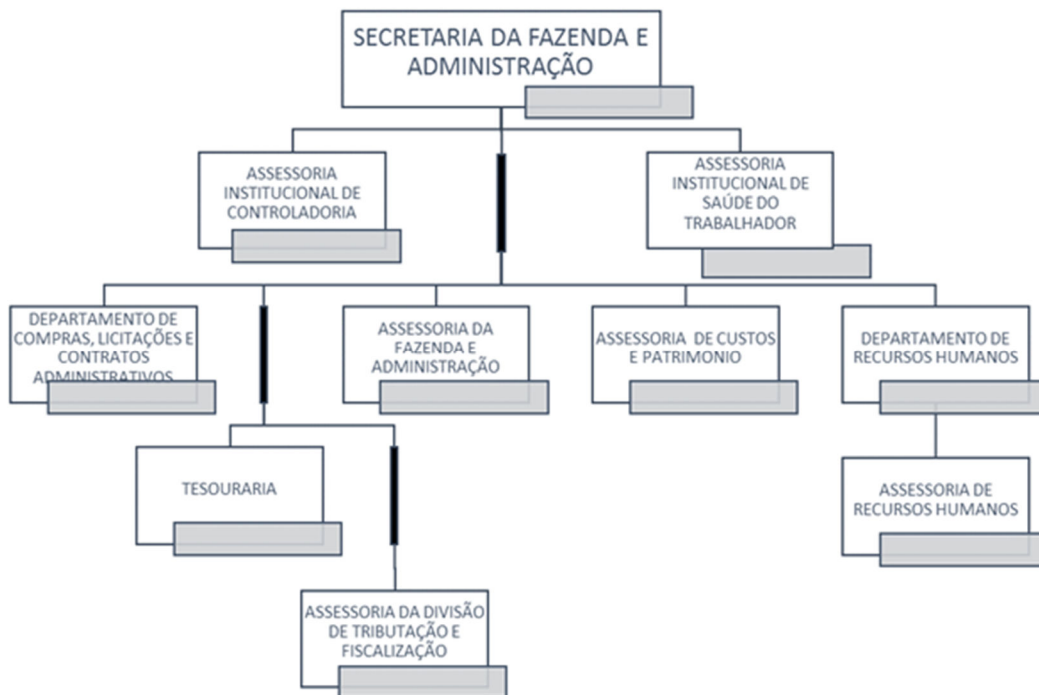 SECRETARIA DA FAZENDA E
ADMINISTRAÇÃO
ASSESSORIA
INSTITUCIONAL DE
CONTROLADORIA
ASSESSORIA
INSTITUCIONAL DE
SAÚDE DO
TRABALHADOR
DEPARTAMENTO DE
COMPRAS, LICITAÇÕES E
CONTRATOS
ADMINISTRATIVOS
ASSESSORIA DA
FAZENDA E
ADMINISTRAÇÃO
ASSESSORIA DE CUSTOS
E PATRIMONIO
DEPARTAMENTO DE
RECURSOS HUMANOS
TESOURARIA
ASSESSORIA DE
RECURSOS HUMANOS
ASSESSORIA DA DIVISÃO
DE TRIBUTAÇÃO E
FISCALIZAÇÃO